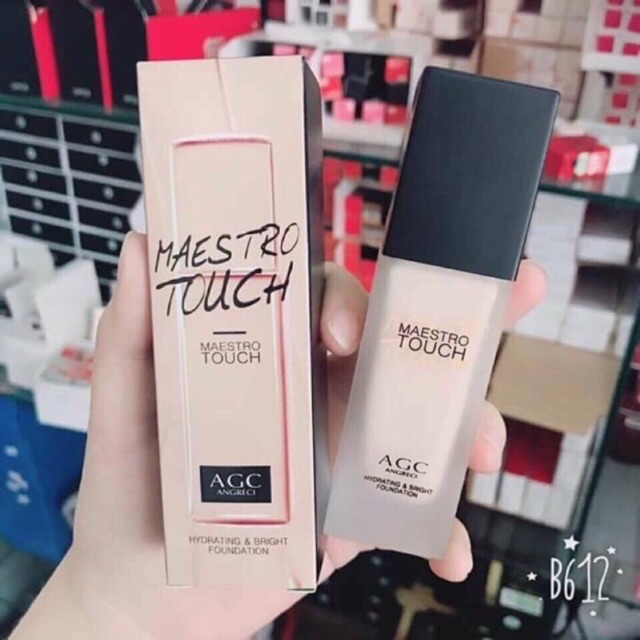 MAESTRO
TOUCH
MAESTRO
TOUCH
AGC
ANGRECI
HYDRATING & BRIGHT
FOUNDATION
MAESTRO
TOUCH
AGC
ANGRECI
HYDRATING & BRIGHT
FOUNDATION
B612